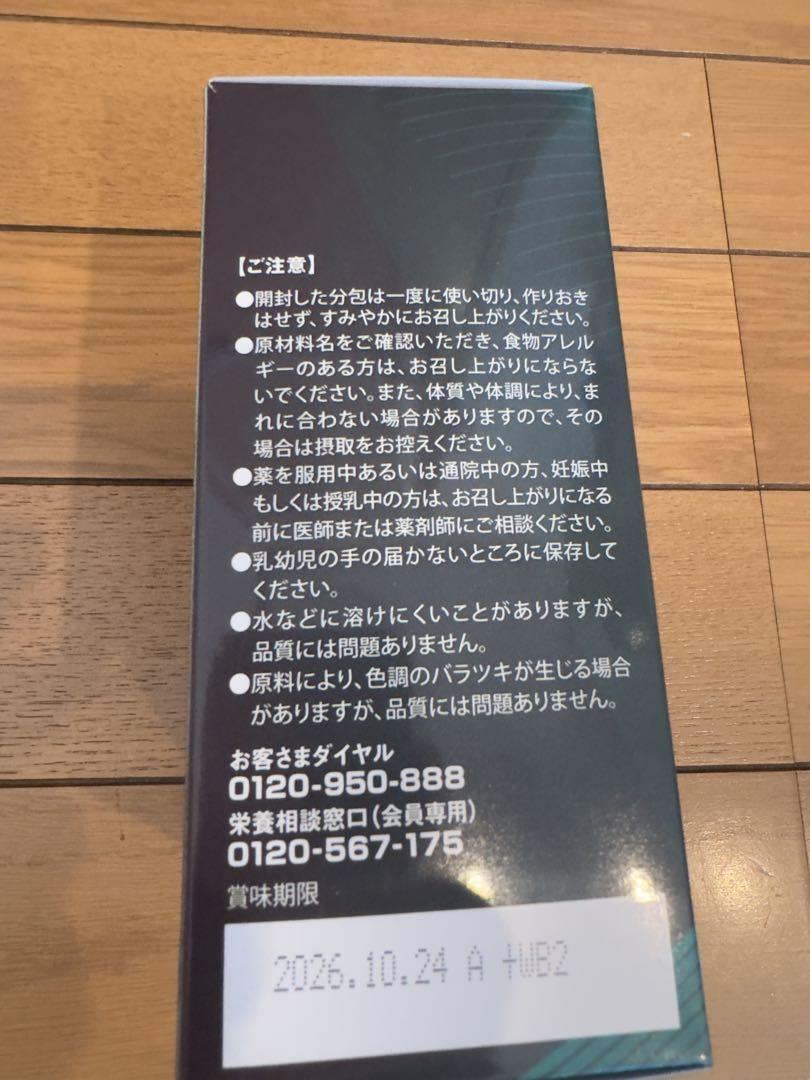 【ご注意】
●開封した分包は一度に使い切り、作りおき
はせず、すみやかにお召し上がりください。
●原材料名をご確認いただき、食物アレル
ギーのある方は、お召し上がりにならな
いでください。また、体質や体調により、ま
れに合わない場合がありますので、その
場合は摂取をお控えください。
●薬を服用中あるいは通院中の方、妊娠中
もしくは授乳中の方は、お召し上がりになる
前に医師または薬剤師にご相談ください。
●乳幼児の手の届かないところに保存して
ください。
●水などに溶けにくいことがありますが、
品質には問題ありません。
●原料により、色調のバラツキが生じる場合
がありますが、品質には問題ありません。
お客さまダイヤル
0120-950-888
栄養相談窓口(会員専用)
0120-567-175
賞味期限
2026.10.24 A +WB2